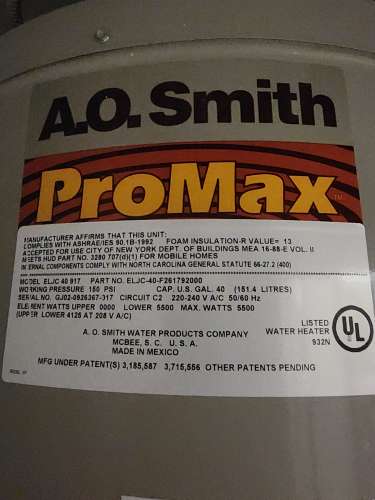 A.O. Smith
ProMax
TM
MANUFACTURER AFFIRMS THAT THIS UNIT:
COMPLIES WITH ASHRAE/IES 90.1B-1992 FOAM INSULATION-R VALUE= 13
ACCEPTED FOR USE CITY OF NEW YORK DEPT. OF BUILDINGS MEA 16-88-E VOL. II
MEETS HUD PART NO. 3280 707(d)(1) FOR MOBILE HOMES
INTERNAL COMPONENTS COMPLY WITH NORTH CAROLINA GENERAL STATUTE 66-27.2 (400)
MODEL ELJC 40 917 PT. NO. ELJC-40-F261792000
WORKING PRESSURE 150 PSI CAP. U.S. GAL. 40 (151.4 LITRES)
SERIAL NO. GJ02-0926367-317 CIRCUIT C2 220-240 V A/C 50/60 Hz
ELEMENT WATTS UPPER 0000 LOWER 5500 MAX. WATTS 5500
(UPPER LOWER 4125 AT 208 V A/C)
A. O. SMITH WATER PRODUCTS COMPANY
MCBEE, S. C. U. S. A.
MADE IN MEXICO
LISTED
WATER HEATER
932N
UL
MFG UNDER PATENT(S) 3,185,587 3,715,556 OTHER PATENTS PENDING